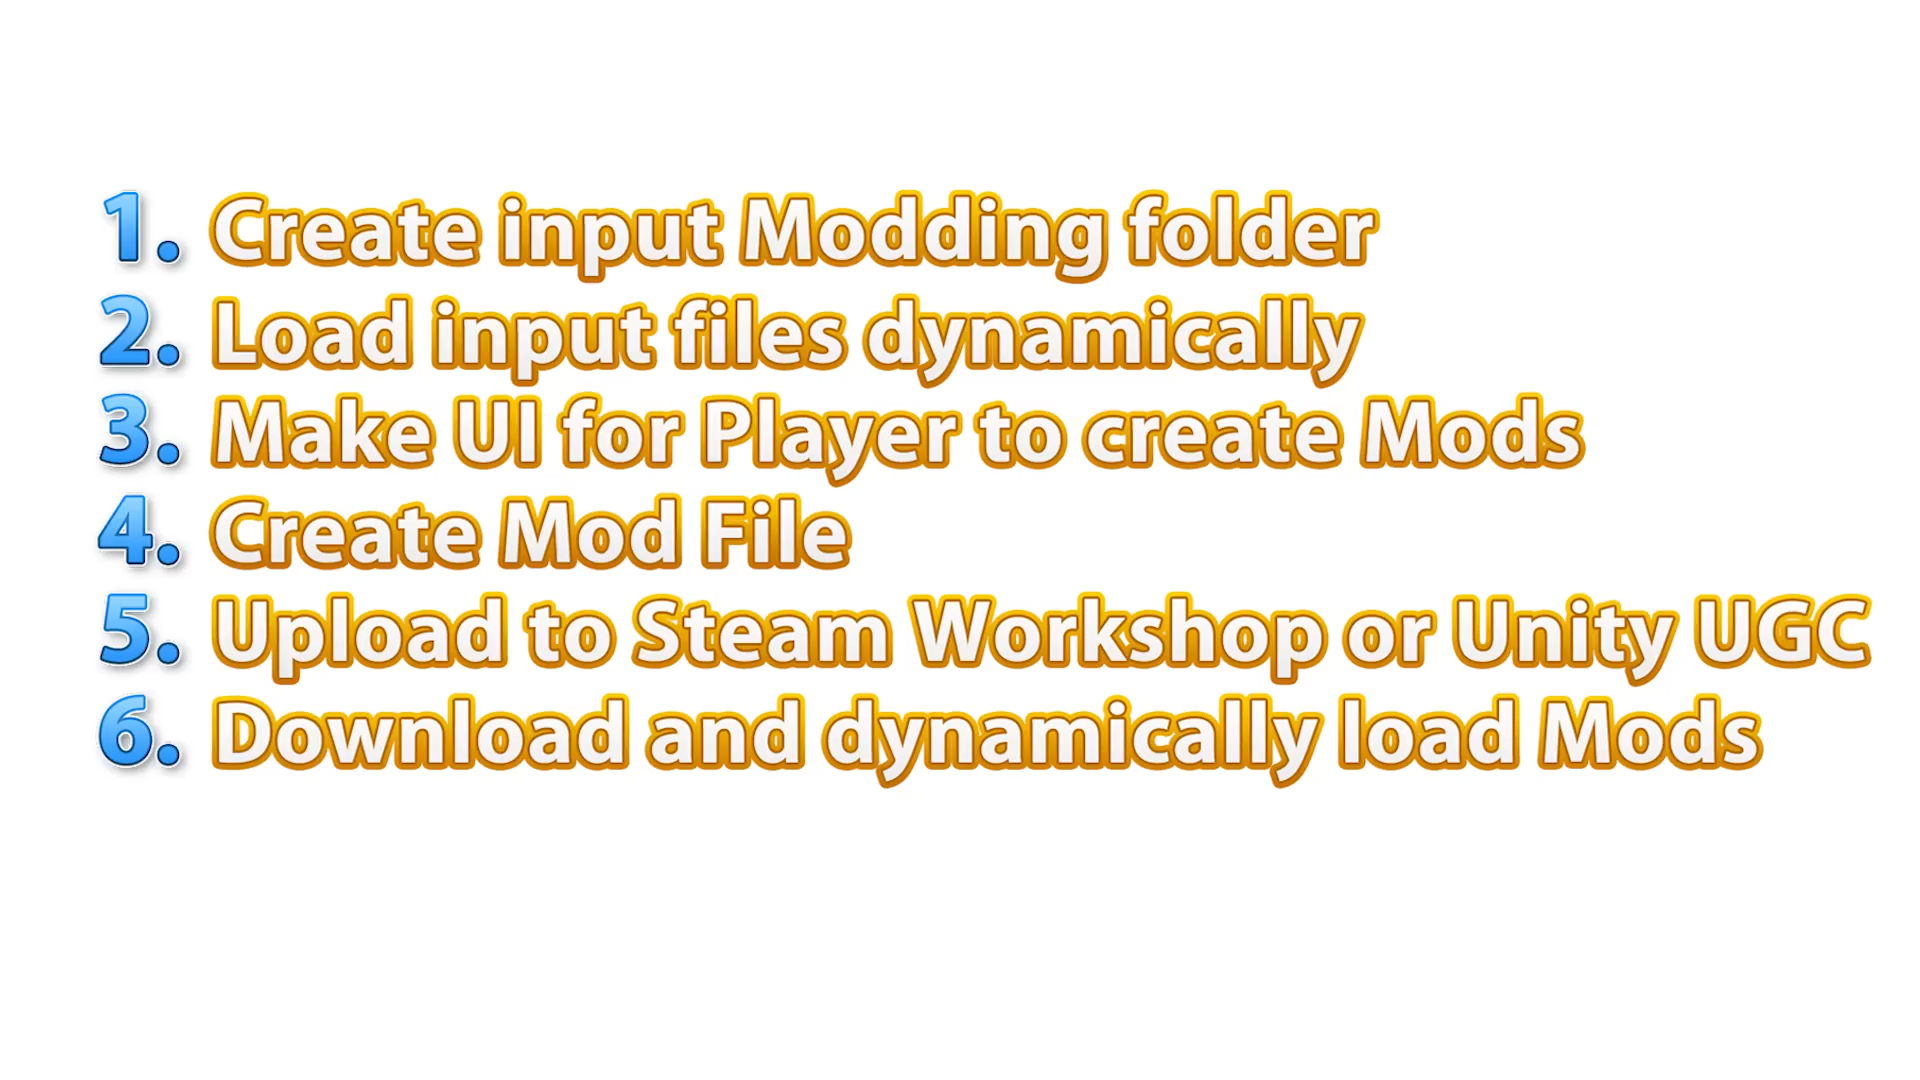 1. Create input Modding folder
2. Load input files dynamically
3. Make UI for Player to create Mods
4. Create Mod File
5. Upload to Steam Workshop or Unity UGC
6. Download and dynamically load Mods